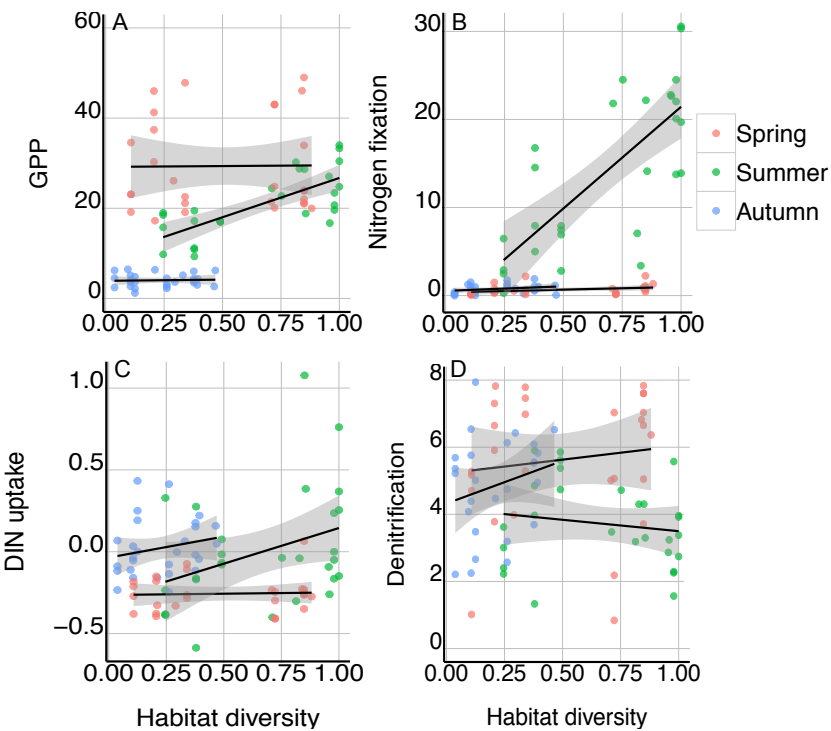 A
GPP
60
40
20
0
0.00 0.25 0.50 0.75 1.00
B
Nitrogen fixation
30
20
10
0
0.00 0.25 0.50 0.75 1.00
Spring
Summer
Autumn
C
DIN uptake
1.0
0.5
0.0
−0.5
0.00 0.25 0.50 0.75 1.00
Habitat diversity
D
Denitrification
8
6
4
2
0
0.00 0.25 0.50 0.75 1.00
Habitat diversity